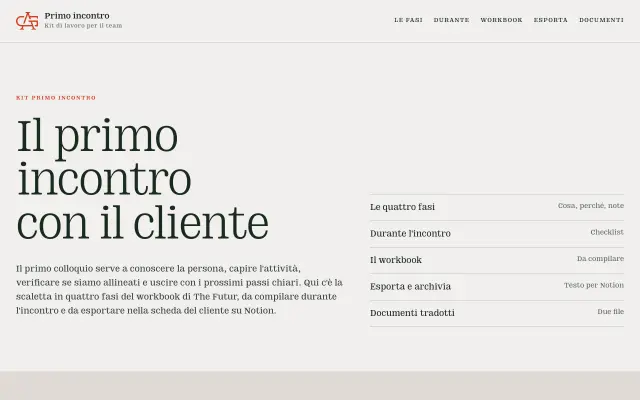 Primo incontro
Kit di lavoro per il team
LE FASI DURANTE WORKBOOK ESPORTA DOCUMENTI
KIT PRIMO INCONTRO
Il primo
incontro
con il cliente
Il primo colloquio serve a conoscere la persona, capire l'attività,
verificare se siamo allineati e uscire con i prossimi passi chiari. Qui c'è la
scaletta in quattro fasi del workbook di The Futur, da compilare durante
l'incontro e da esportare nella scheda del cliente su Notion.
Le quattro fasi Cosa, perché, note
Durante l'incontro Checklist
Il workbook Da compilare
Esporta e archivia Testo per Notion
Documenti tradotti Due file